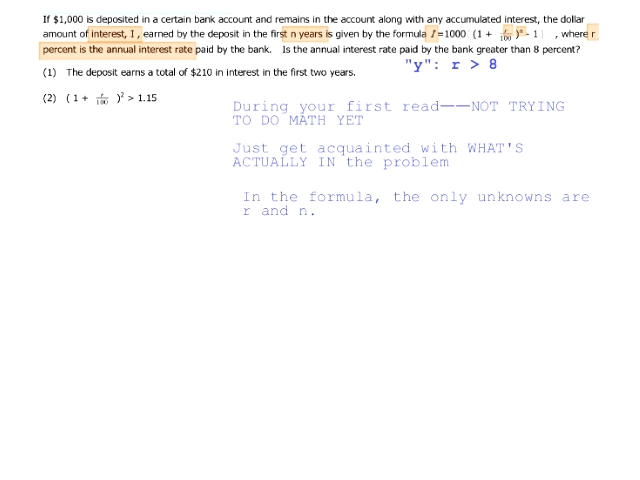 If $1,000 is deposited in a certain bank account and remains in the account along with any accumulated interest, the dollar
amount of interest, I , earned by the deposit in the first n years is given by the formula I=1000 (1 + r/100 )ⁿ - 1 , where r
percent is the annual interest rate paid by the bank. Is the annual interest rate paid by the bank greater than 8 percent?
"y": r > 8
(1) The deposit earns a total of $210 in interest in the first two years.
(2) ( 1 + r/100 )² > 1.15
During your first read——NOT TRYING
TO DO MATH YET
Just get acquainted with WHAT'S
ACTUALLY IN the problem
In the formula, the only unknowns are
r and n.